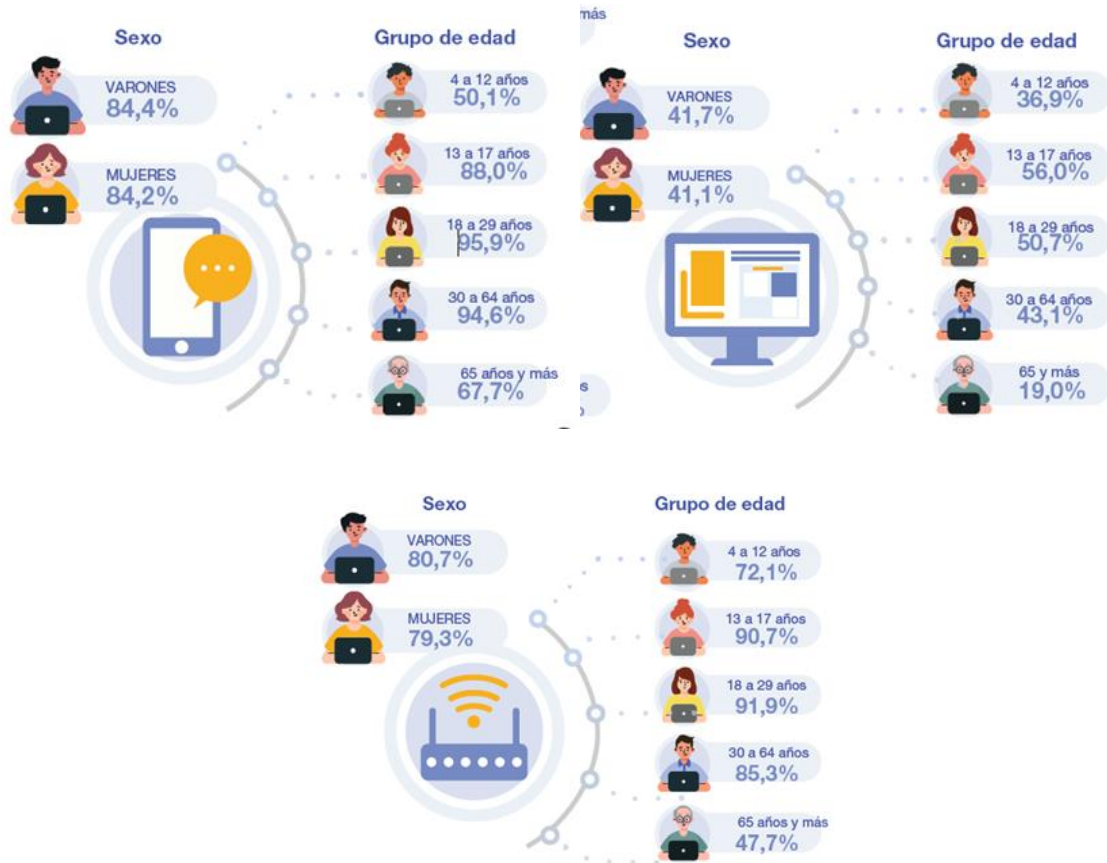 Sexo
VARONES
84,4%
MUJERES
84,2%
Grupo de edad
4 a 12 años
50,1%
13 a 17 años
88,0%
18 a 29 años
95,9%
30 a 64 años
94,6%
65 años y más
67,7%
más
Sexo
VARONES
41,7%
MUJERES
41,1%
Grupo de edad
4 a 12 años
36,9%
13 a 17 años
56,0%
18 a 29 años
50,7%
30 a 64 años
43,1%
65 y más
19,0%
Sexo
VARONES
80,7%
MUJERES
79,3%
Grupo de edad
4 a 12 años
72,1%
13 a 17 años
90,7%
18 a 29 años
91,9%
30 a 64 años
85,3%
65 años y más
47,7%